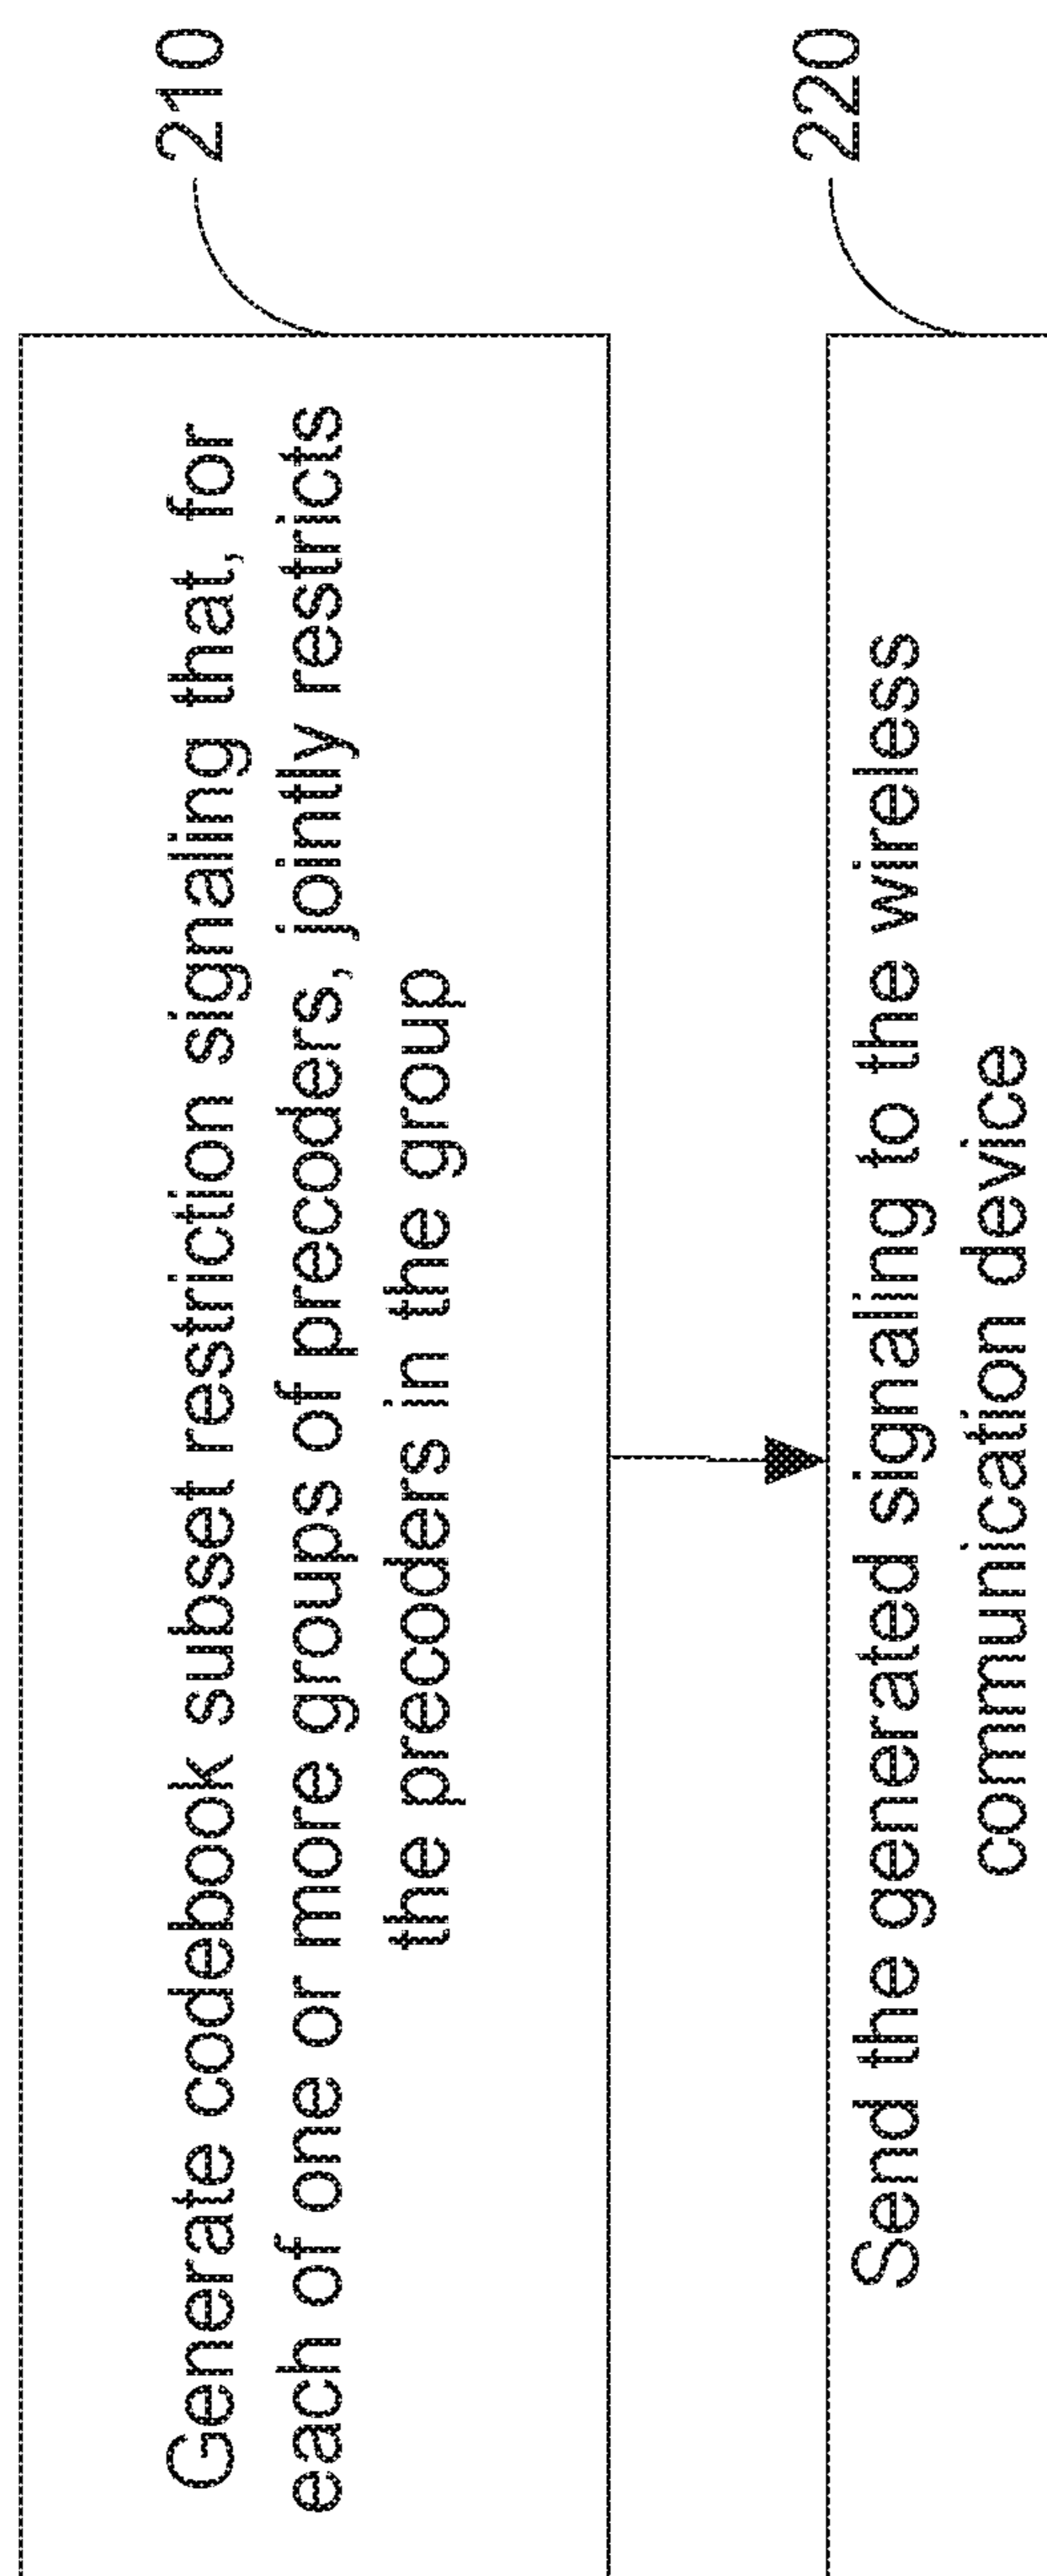 Generate codebook subset restriction signaling that, for
each of one or more groups of precoders, jointly restricts
the precoders in the group
210
Send the generated signaling to the wireless
communication device
220